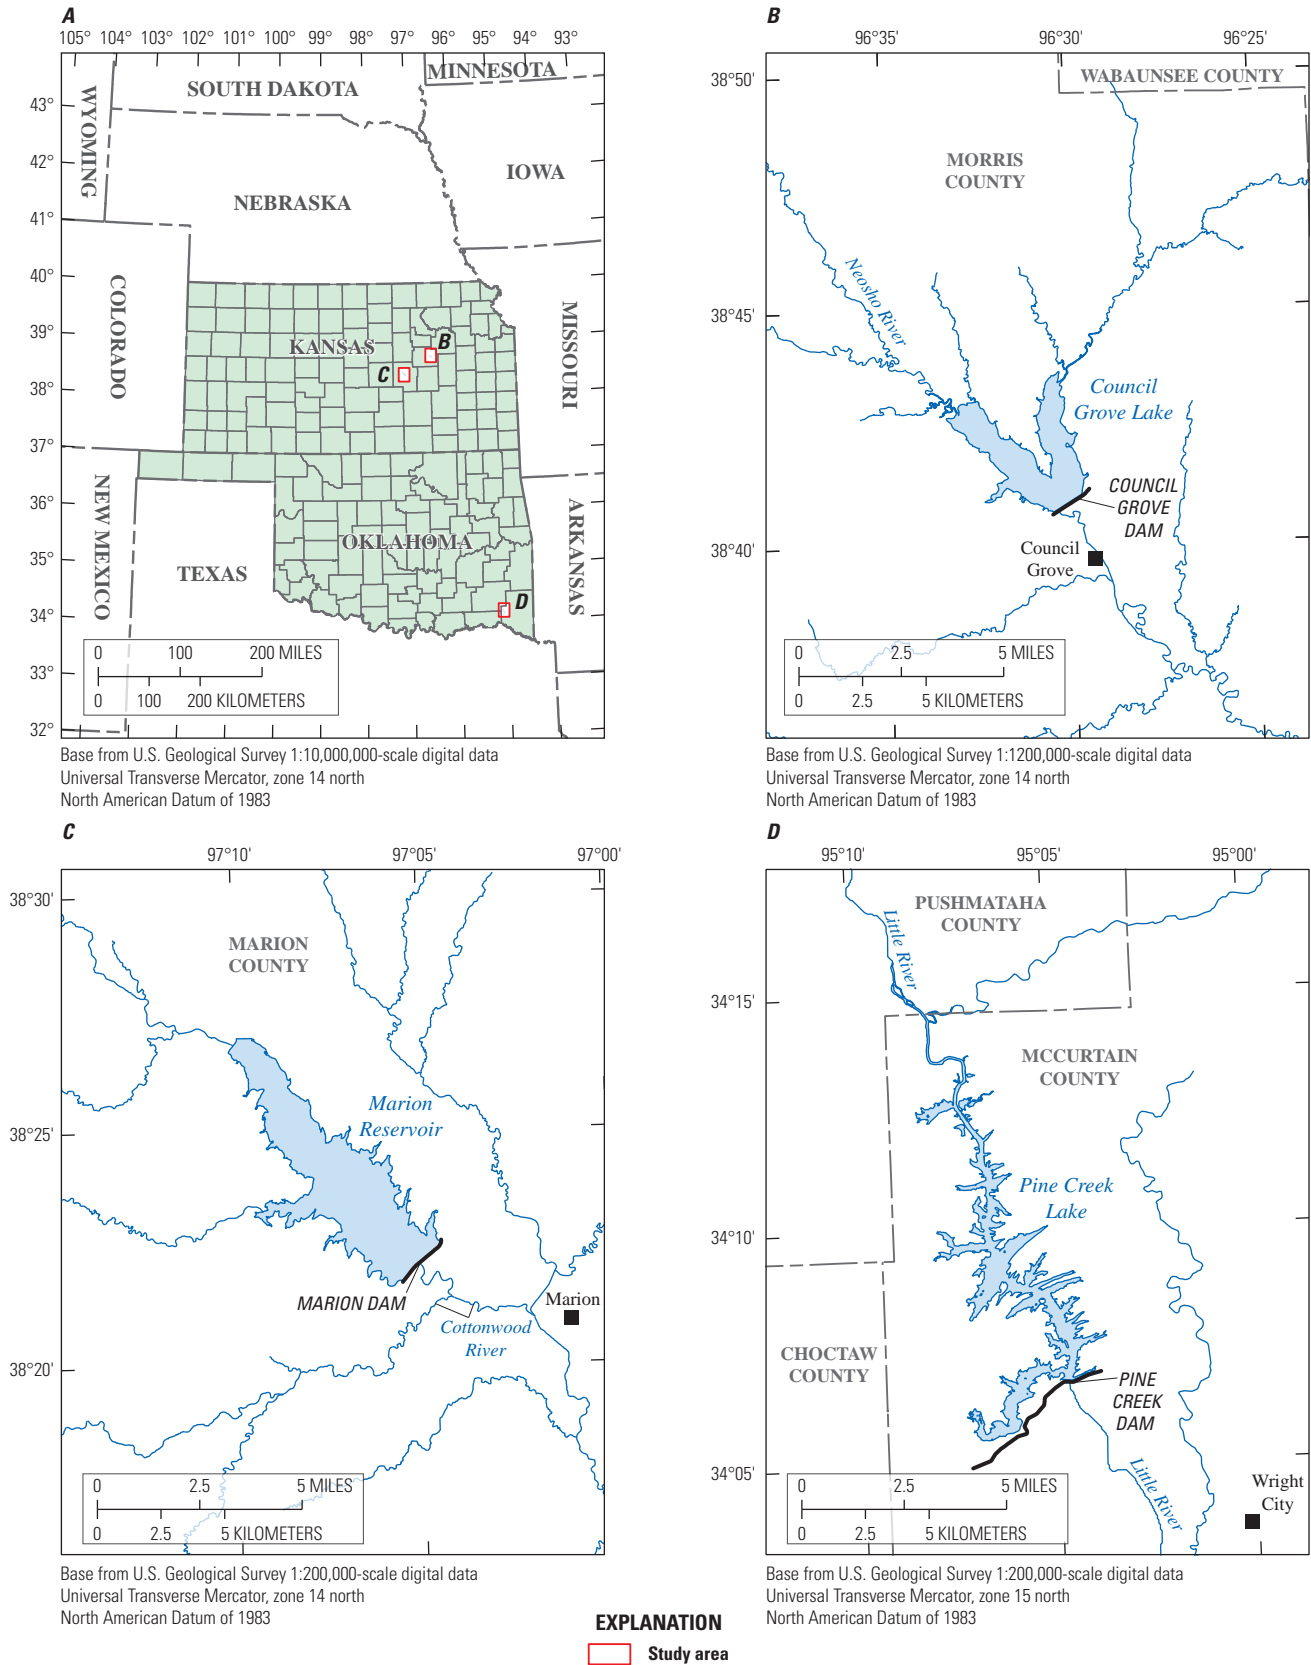 A
105° 104° 103° 102° 101° 100° 99° 98° 97° 96° 95° 94° 93°
43°
42°
41°
40°
39°
38°
37°
36°
35°
34°
33°
32°
WYOMING
SOUTH DAKOTA
MINNESOTA
IOWA
NEBRASKA
COLORADO
KANSAS
MISSOURI
B
C
NEW MEXICO
TEXAS
OKLAHOMA
ARKANSAS
D
0 100 200 MILES
0 100 200 KILOMETERS
Base from U.S. Geological Survey 1:10,000,000-scale digital data
Universal Transverse Mercator, zone 14 north
North American Datum of 1983
B
96°35' 96°30' 96°25'
38°50'
38°45'
38°40'
WABAUNSEE COUNTY
MORRIS
COUNTY
Neosho River
Council
Grove Lake
COUNCIL
GROVE
DAM
Council
Grove
0 2.5 5 MILES
0 2.5 5 KILOMETERS
Base from U.S. Geological Survey 1:1200,000-scale digital data
Universal Transverse Mercator, zone 14 north
North American Datum of 1983
C
97°10' 97°05' 97°00'
38°30'
38°25'
38°20'
MARION
COUNTY
Marion
Reservoir
MARION DAM
Marion
Cottonwood
River
0 2.5 5 MILES
0 2.5 5 KILOMETERS
Base from U.S. Geological Survey 1:200,000-scale digital data
Universal Transverse Mercator, zone 14 north
North American Datum of 1983
D
95°10' 95°05' 95°00'
34°15'
34°10'
34°05'
PUSHMATAHA
COUNTY
Little River
MCCURTAIN
COUNTY
Pine Creek
Lake
CHOCTAW
COUNTY
PINE
CREEK
DAM
Little River
Wright
City
0 2.5 5 MILES
0 2.5 5 KILOMETERS
Base from U.S. Geological Survey 1:200,000-scale digital data
Universal Transverse Mercator, zone 15 north
North American Datum of 1983
EXPLANATION
Study area